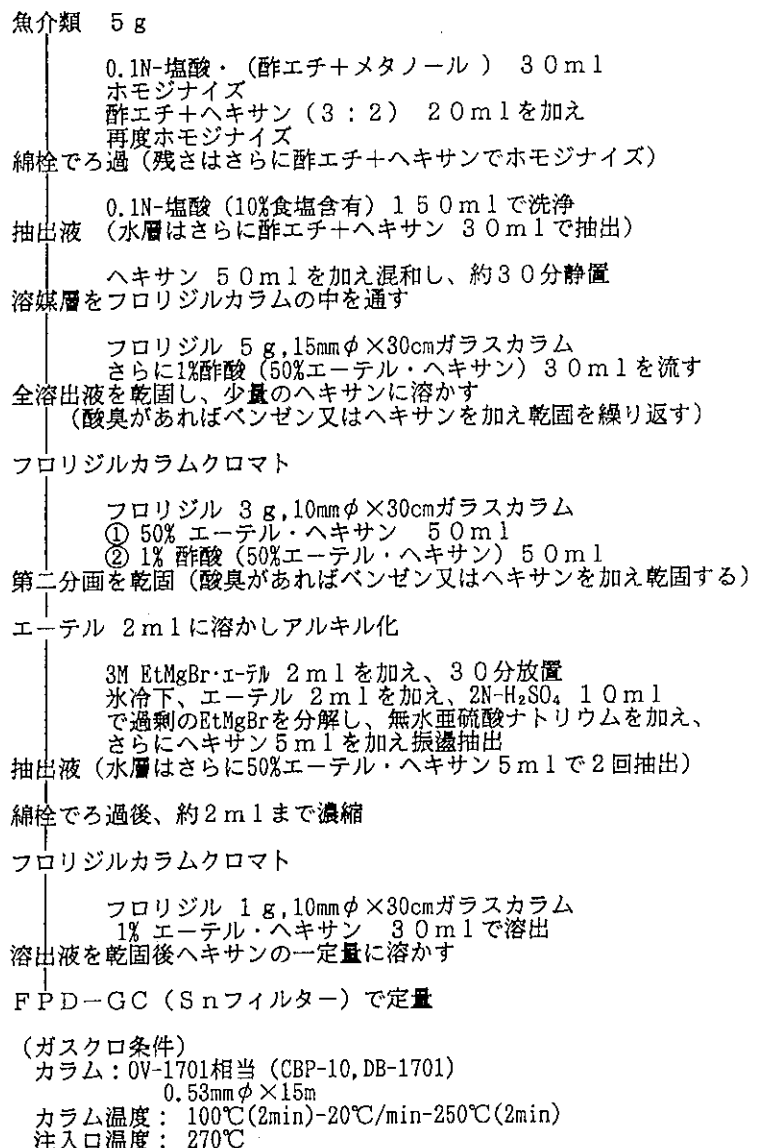 魚介類 5g
0.1N-塩酸・(酢エチ+メタノール) 30ml
ホモジナイズ
酢エチ+ヘキサン(3:2) 20mlを加え
再度ホモジナイズ
綿栓でろ過(残さはさらに酢エチ+ヘキサンでホモジナイズ)
0.1N-塩酸(10%食塩含有)150mlで洗浄
抽出液 (水層はさらに酢エチ+ヘキサン 30mlで抽出)
ヘキサン 50mlを加え混和し、約30分静置
溶媒層をフロリジルカラムの中を通す
フロリジル 5g,15mmφ×30cmガラスカラム
さらに1%酢酸(50%エーテル・ヘキサン)30mlを流す
全溶出液を乾固し、少量のヘキサンに溶かす
(酸臭があればベンゼン又はヘキサンを加え乾固を繰り返す)
フロリジルカラムクロマト
フロリジル 3g,10mmφ×30cmガラスカラム
① 50% エーテル・ヘキサン 50ml
② 1% 酢酸(50%エーテル・ヘキサン)50ml
第二分画を乾固(酸臭があればベンゼン又はヘキサンを加え乾固する)
エーテル 2mlに溶かしアルキル化
3M EtMgBr・エーテル 2mlを加え、30分放置
氷冷下、エーテル 2mlを加え、2N-H₂SO₄ 10ml
で過剰のEtMgBrを分解し、無水亜硫酸ナトリウムを加え、
さらにヘキサン5mlを加え振盪抽出
抽出液(水層はさらに50%エーテル・ヘキサン5mlで2回抽出)
綿栓でろ過後、約2mlまで濃縮
フロリジルカラムクロマト
フロリジル 1g,10mmφ×30cmガラスカラム
1% エーテル・ヘキサン 30mlで溶出
溶出液を乾固後ヘキサンの一定量に溶かす
FPD-GC(Snフィルター)で定量
(ガスクロ条件)
カラム:OV-1701相当(CBP-10,DB-1701)
0.53mmφ×15m
カラム温度: 100℃(2min)-20℃/min-250℃(2min)
注入口温度: 270℃